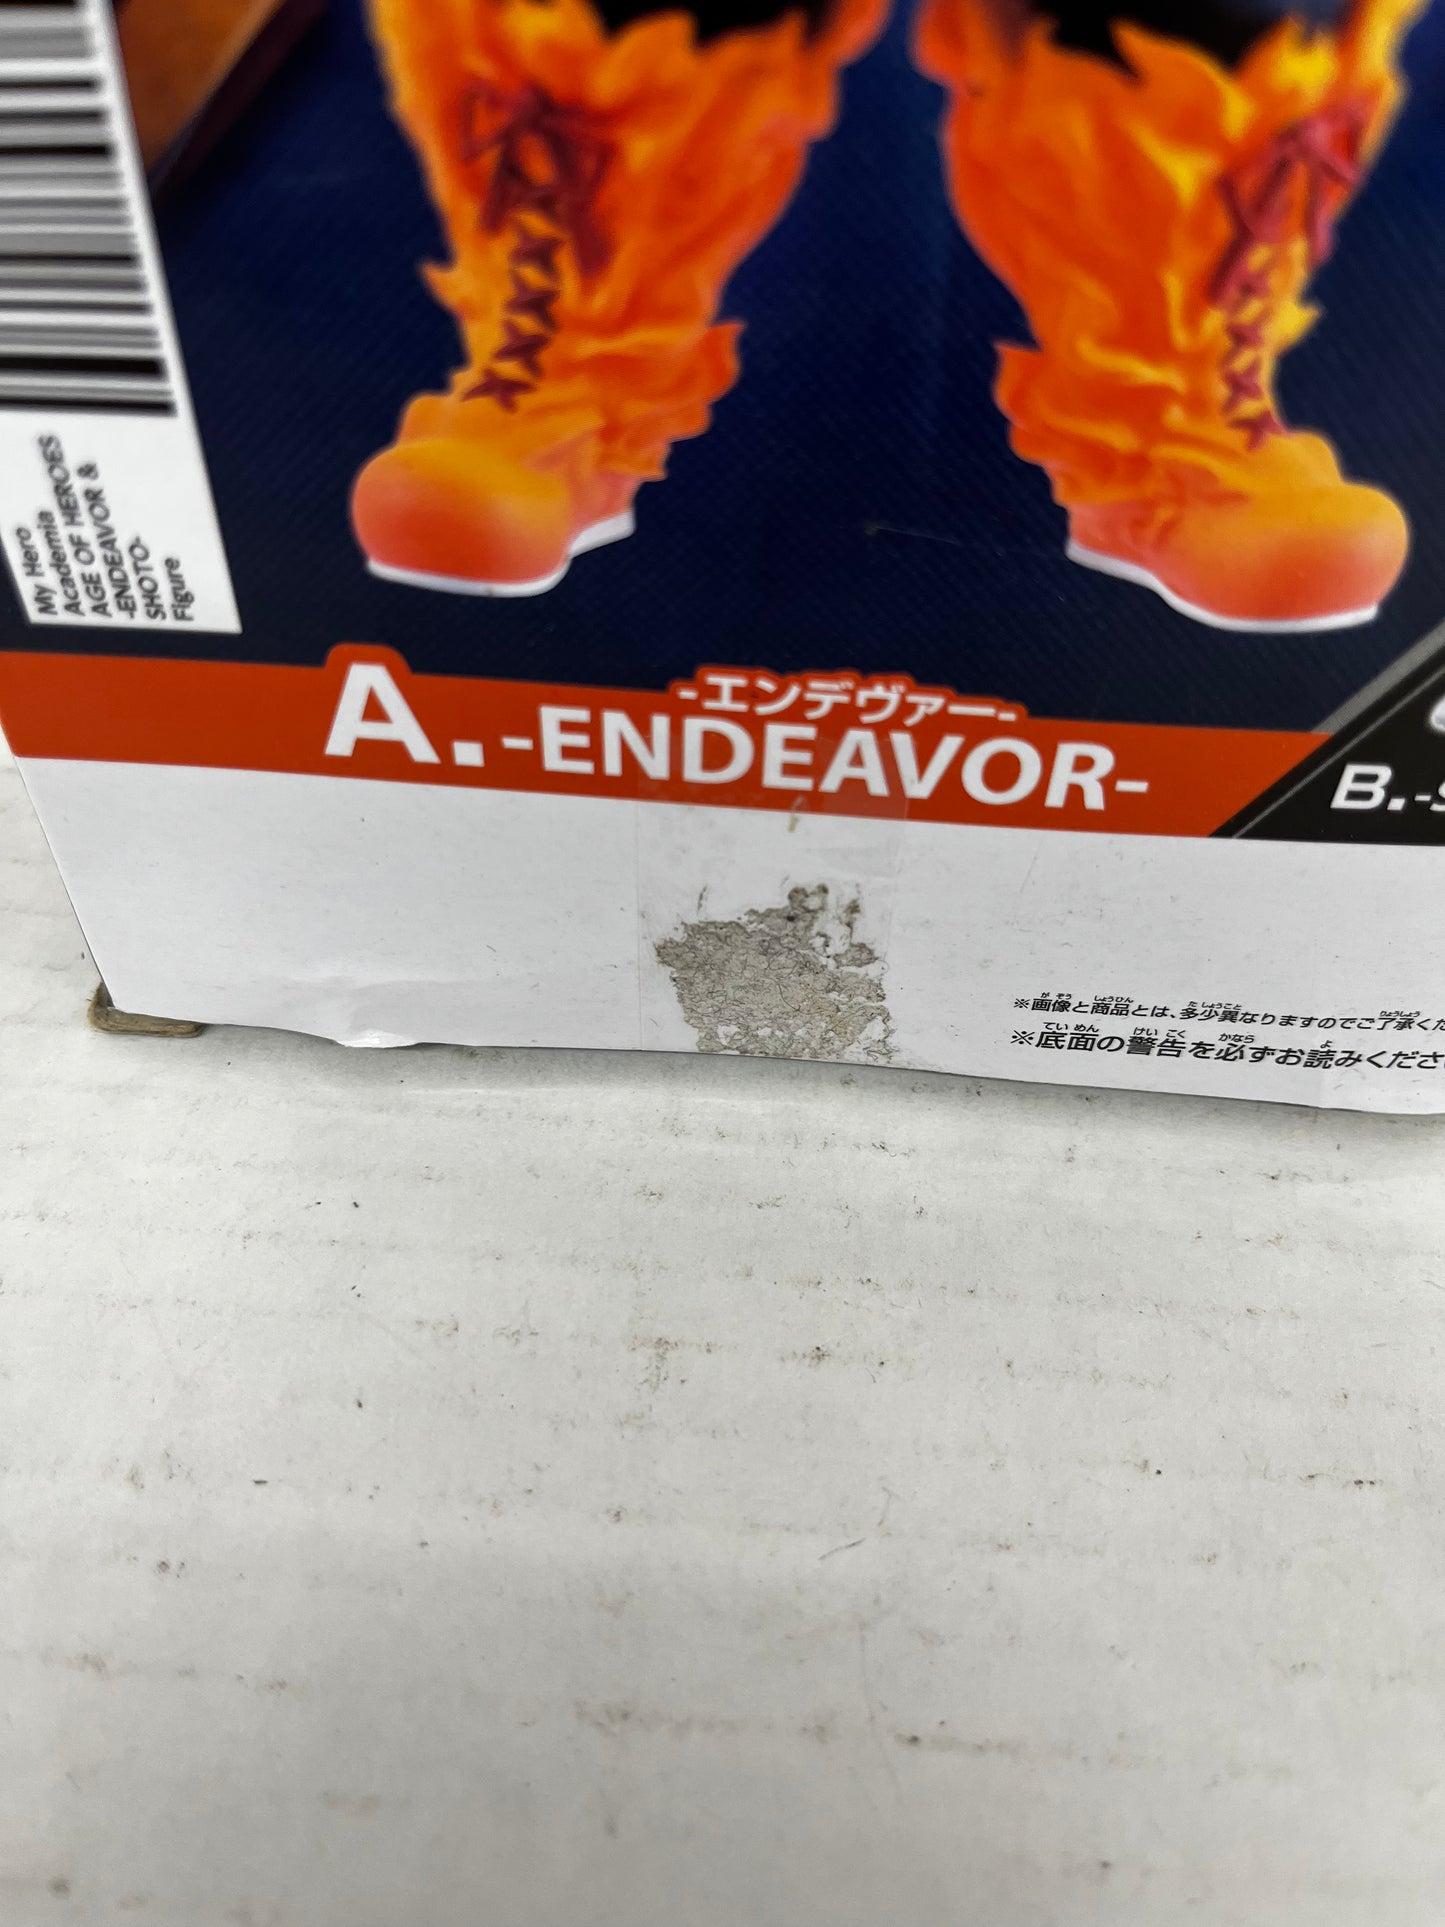 My Hero
Academia
AGE OF HEROES
-ENDEAVOR &
SHOTO-
Figure
-エンデヴァー-
A. -ENDEAVOR-
B.-S
※画像と商品とは、多少異なりますのでご了承くだ
※底面の警告を必ずお読みくださ